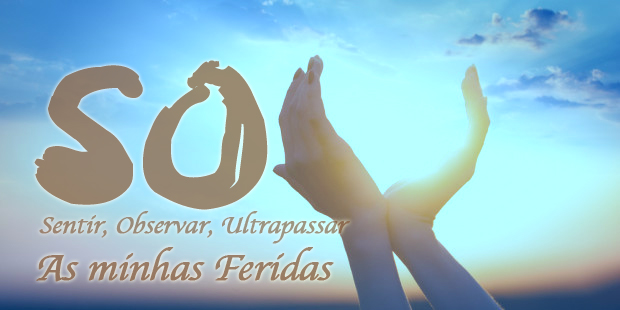 SO
Sentir, Observar, Ultrapassar
As minhas Feridas